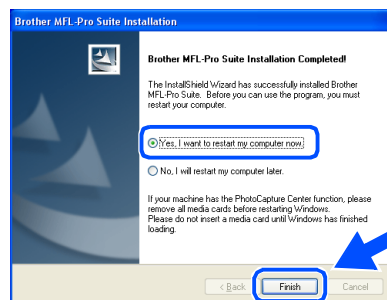 Brother MFL-Pro Suite Installation
Brother MFL-Pro Suite Installation Completed!
The InstallShield Wizard has successfully installed Brother
MFL-Pro Suite. Before you can use the program, you must
restart your computer.
Yes, I want to restart my computer now.
No, I will restart my computer later.
If your machine has the PhotoCapture Center function, please
remove all media cards before restarting Windows.
Please do not insert a media card until Windows has finished
loading.
< Back Finish Cancel